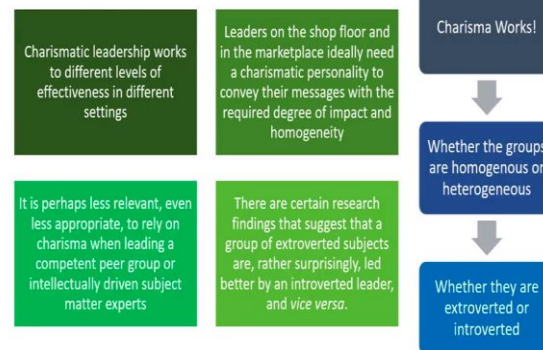 Charismatic leadership works
to different levels of
effectiveness in different
settings
Leaders on the shop floor and
in the marketplace ideally need
a charismatic personality to
convey their messages with the
required degree of impact and
homogeneity
It is perhaps less relevant, even
less appropriate, to rely on
charisma when leading a
competent peer group or
intellectually driven subject
matter experts
There are certain research
findings that suggest that a
group of extroverted subjects
are, rather surprisingly, led
better by an introverted leader,
and vice versa.
Charisma Works!
Whether the groups
are homogenous or
heterogeneous
Whether they are
extroverted or
introverted